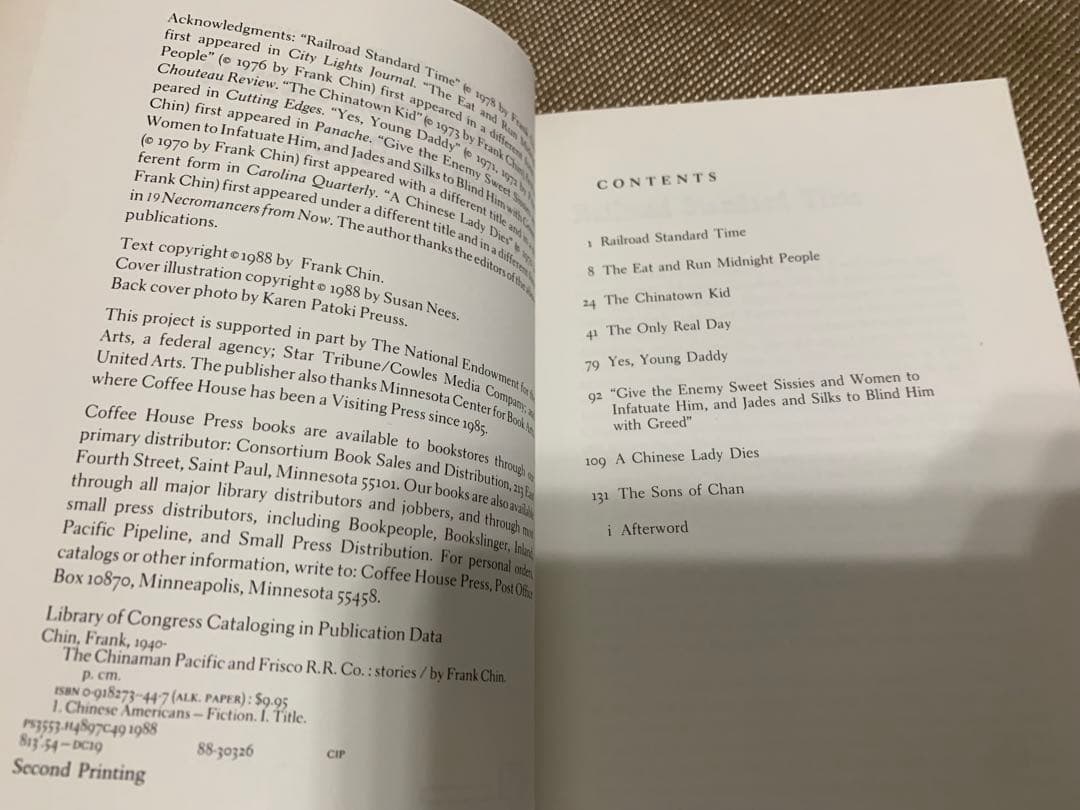 Acknowledgments: "Railroad Standard Time" (© 1978 by Frank
first appeared in City Lights Journal. "The Eat and Run
People" (© 1976 by Frank Chin) first appeared in a different
Chouteau Review. "The Chinatown Kid" (© 1973 by Frank Chin)
peared in Cutting Edges. "Yes, Young Daddy" (© 1971, 1972 by
Chin) first appeared in Panache. "Give the Enemy Sweet Sissies
Women to Infatuate Him, and Jades and Silks to Blind Him with
(© 1970 by Frank Chin) first appeared with a different title and in a
ferent form in Carolina Quarterly. "A Chinese Lady Dies" (©
Frank Chin) first appeared under a different title and in a different
in 19 Necromancers from Now. The author thanks the editors of the
publications.
Text copyright © 1988 by Frank Chin.
Cover illustration copyright © 1988 by Susan Nees.
Back cover photo by Karen Patoki Preuss.
This project is supported in part by The National Endowment for
Arts, a federal agency; Star Tribune/Cowles Media Company;
United Arts. The publisher also thanks Minnesota Center for Book
where Coffee House has been a Visiting Press since 1985.
Coffee House Press books are available to bookstores through
primary distributor: Consortium Book Sales and Distribution, 213
Fourth Street, Saint Paul, Minnesota 55101. Our books are also
through all major library distributors and jobbers, and through
small press distributors, including Bookpeople, Bookslinger,
Pacific Pipeline, and Small Press Distribution. For personal orders,
catalogs or other information, write to: Coffee House Press, Post Office
Box 10870, Minneapolis, Minnesota 55458.
Library of Congress Cataloging in Publication Data
Chin, Frank, 1940-
The Chinaman Pacific and Frisco R.R. Co. : stories / by Frank Chin.
p. cm.
ISBN 0-918273-44-7 (ALK. PAPER) : $9.95
1. Chinese Americans – Fiction. I. Title.
PS3553.H4897C49 1988
813'.54 – DC19 88-30326 CIP
Second Printing
CONTENTS
1 Railroad Standard Time
8 The Eat and Run Midnight People
24 The Chinatown Kid
41 The Only Real Day
79 Yes, Young Daddy
92 "Give the Enemy Sweet Sissies and Women to
Infatuate Him, and Jades and Silks to Blind Him
with Greed"
109 A Chinese Lady Dies
131 The Sons of Chan
i Afterword